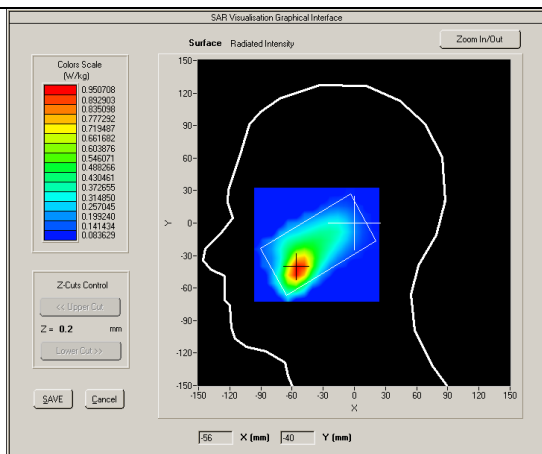 SAR Visualisation Graphical Interface
Surface Radiated Intensity
Zoom In/Out
Colors Scale
(W/kg)
0.950708
0.892903
0.835098
0.777292
0.719487
0.661682
0.603876
0.546071
0.488266
0.430461
0.372655
0.314850
0.257045
0.199240
0.141434
0.083629
Z-Cuts Control
<< Upper Cut
Z = 0.2 mm
Lower Cut >>
SAVE
Cancel
150
120
90
60
30
0
-30
-60
-90
-120
-150
Y
-150 -120 -90 -60 -30 0 30 60 90 120 150
X
-56 X (mm) -40 Y (mm)